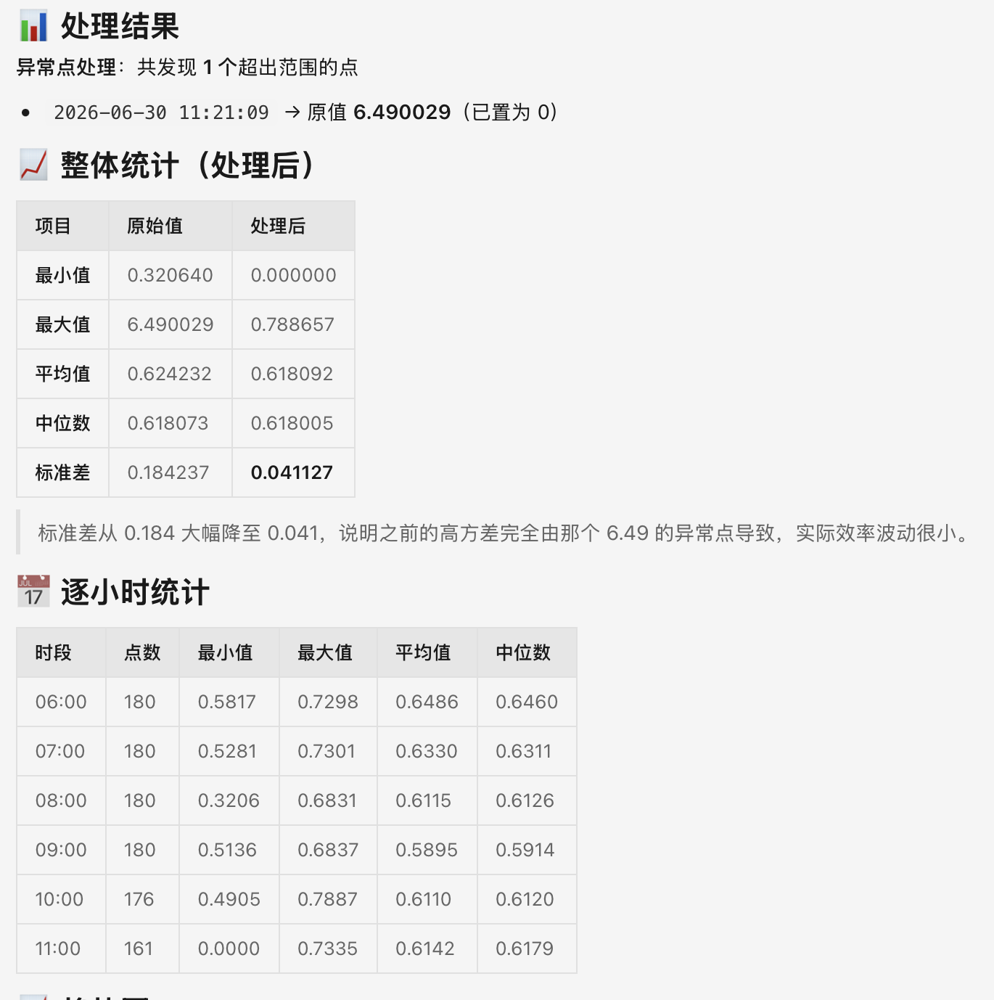 处理结果
异常点处理：共发现 1 个超出范围的点
• 2026-06-30 11:21:09 → 原值 6.490029（已置为 0）
整体统计（处理后）
项目 原始值 处理后
最小值 0.320640 0.000000
最大值 6.490029 0.788657
平均值 0.624232 0.618092
中位数 0.618073 0.618005
标准差 0.184237 0.041127
标准差从 0.184 大幅降至 0.041，说明之前的高方差完全由那个 6.49 的异常点导致，实际效率波动很小。
JUL
17
逐小时统计
时段 点数 最小值 最大值 平均值 中位数
06:00 180 0.5817 0.7298 0.6486 0.6460
07:00 180 0.5281 0.7301 0.6330 0.6311
08:00 180 0.3206 0.6831 0.6115 0.6126
09:00 180 0.5136 0.6837 0.5895 0.5914
10:00 176 0.4905 0.7887 0.6110 0.6120
11:00 161 0.0000 0.7335 0.6142 0.6179